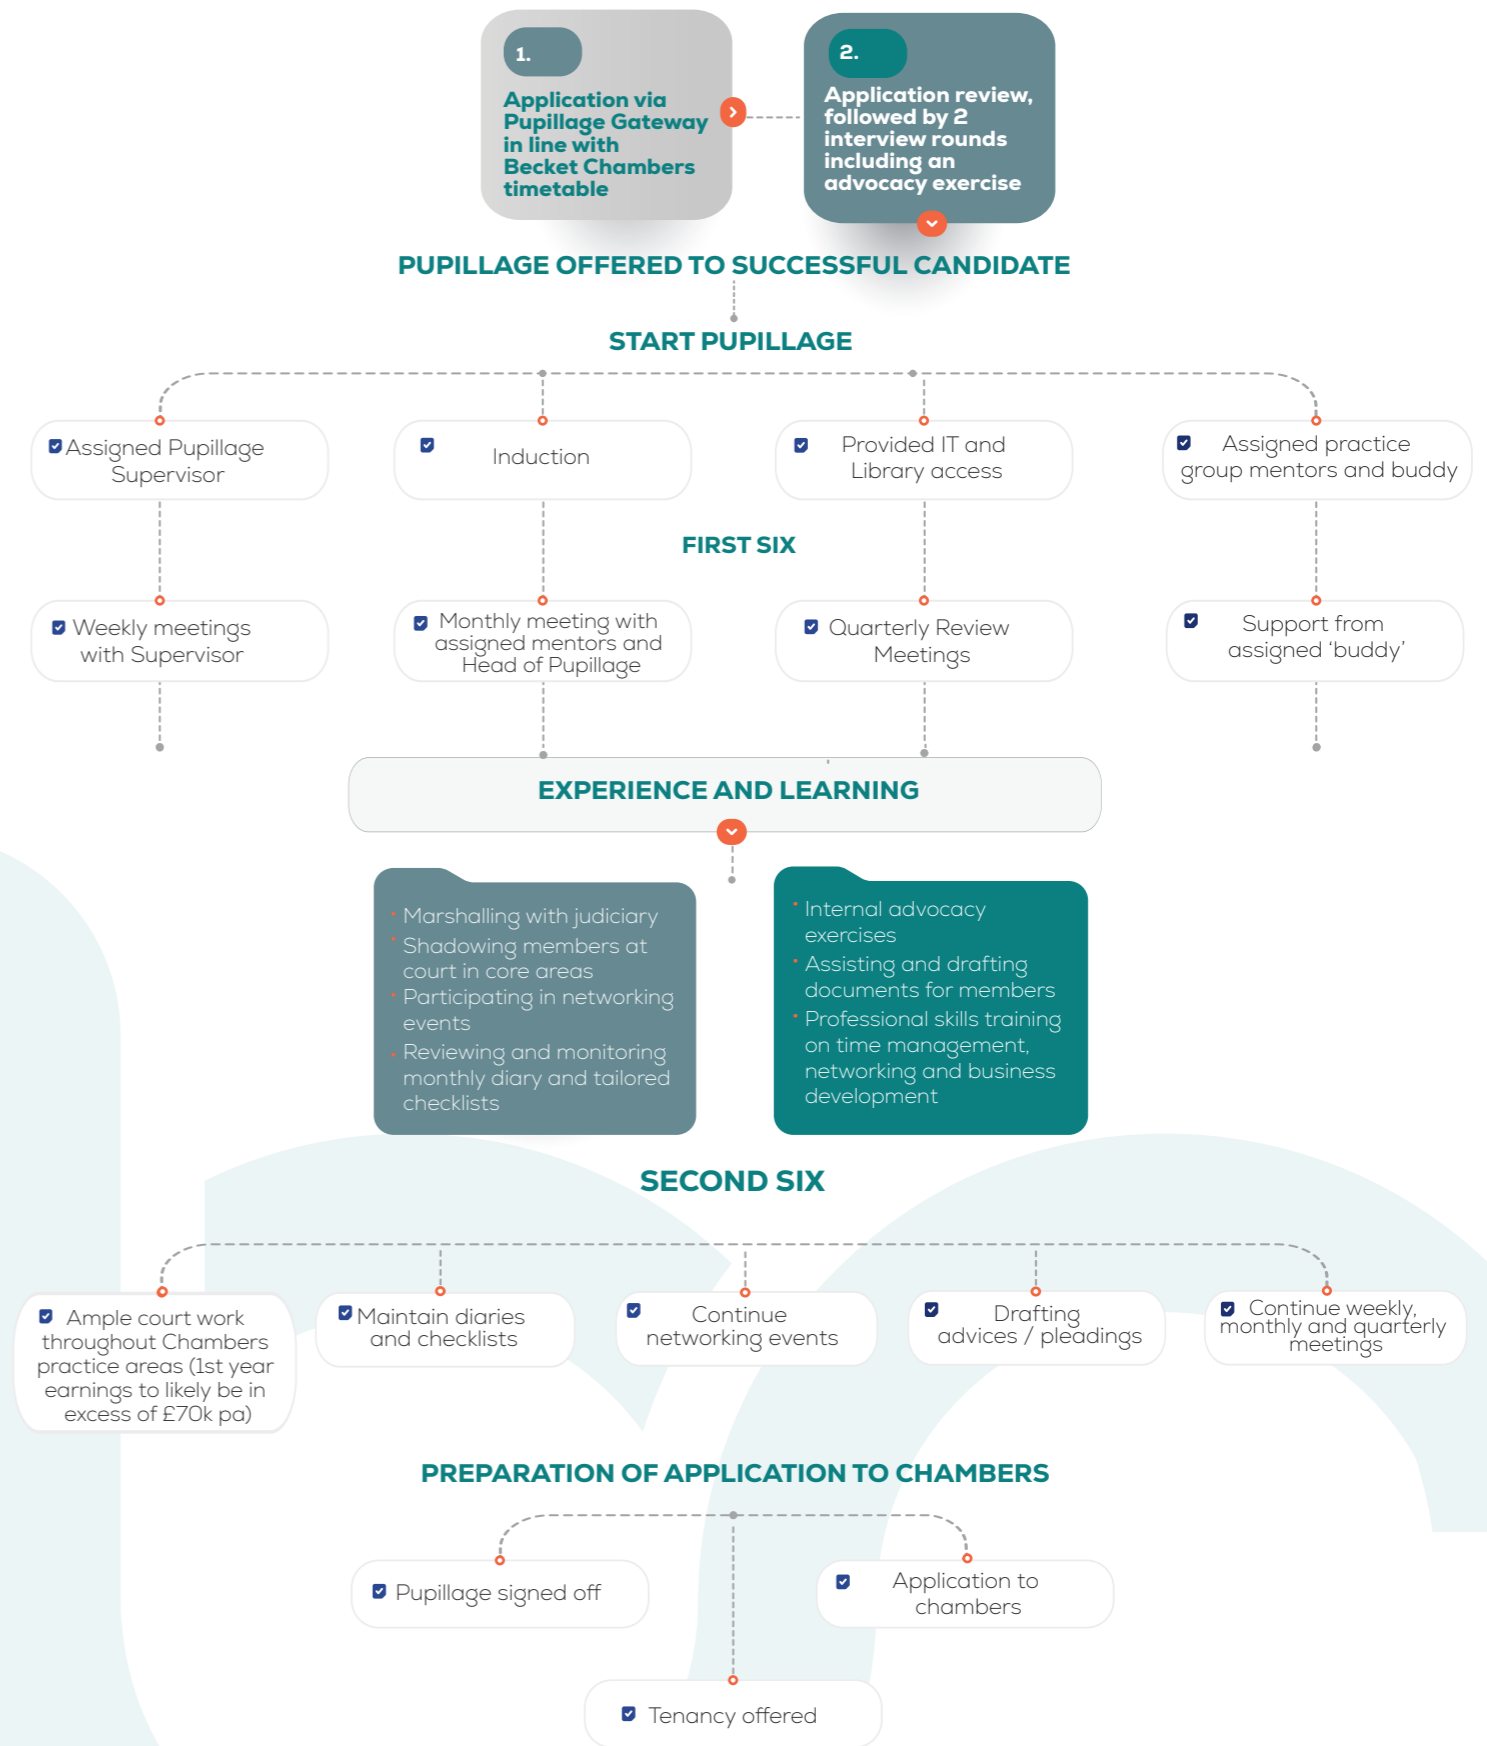 1.
Application via
Pupillage Gateway
in line with
Becket Chambers
timetable
2.
Application review,
followed by 2
interview rounds
including an
advocacy exercise
PUPILLAGE OFFERED TO SUCCESSFUL CANDIDATE
START PUPILLAGE
Assigned Pupillage
Supervisor
Induction
Provided IT and
Library access
Assigned practice
group mentors and buddy
FIRST SIX
Weekly meetings
with Supervisor
Monthly meeting with
assigned mentors and
Head of Pupillage
Quarterly Review
Meetings
Support from
assigned ‘buddy’
EXPERIENCE AND LEARNING
• Marshalling with judiciary
• Shadowing members at
court in core areas
• Participating in networking
events
• Reviewing and monitoring
monthly diary and tailored
checklists
• Internal advocacy
exercises
• Assisting and drafting
documents for members
• Professional skills training
on time management,
networking and business
development
SECOND SIX
Ample court work
throughout Chambers
practice areas (1st year
earnings to likely be in
excess of £70k pa)
Maintain diaries
and checklists
Continue
networking events
Drafting
advices / pleadings
Continue weekly,
monthly and quarterly
meetings
PREPARATION OF APPLICATION TO CHAMBERS
Pupillage signed off
Application to
chambers
Tenancy offered